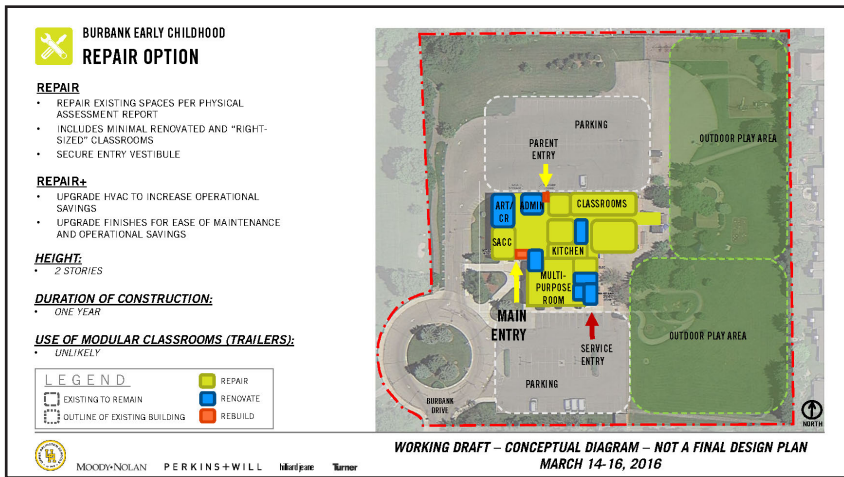 BURBANK EARLY CHILDHOOD
REPAIR OPTION
REPAIR
• REPAIR EXISTING SPACES PER PHYSICAL
ASSESSMENT REPORT
• INCLUDES MINIMAL RENOVATED AND “RIGHT-
SIZED” CLASSROOMS
• SECURE ENTRY VESTIBULE
REPAIR+
• UPGRADE HVAC TO INCREASE OPERATIONAL
SAVINGS
• UPGRADE FINISHES FOR EASE OF MAINTENANCE
AND OPERATIONAL SAVINGS
HEIGHT:
• 2 STORIES
DURATION OF CONSTRUCTION:
• ONE YEAR
USE OF MODULAR CLASSROOMS (TRAILERS):
• UNLIKELY
LEGEND
EXISTING TO REMAIN
OUTLINE OF EXISTING BUILDING
REPAIR
RENOVATE
REBUILD
PARKING
OUTDOOR PLAY AREA
PARENT
ENTRY
ART/
CR
ADMIN
CLASSROOMS
SACC
KITCHEN
MULTI-
PURPOSE
ROOM
MAIN
ENTRY
SERVICE
ENTRY
OUTDOOR PLAY AREA
PARKING
BURBANK
DRIVE
NORTH
MOODY•NOLAN
PERKINS+WILL
hilliard jeane
Turner
WORKING DRAFT – CONCEPTUAL DIAGRAM – NOT A FINAL DESIGN PLAN
MARCH 14-16, 2016